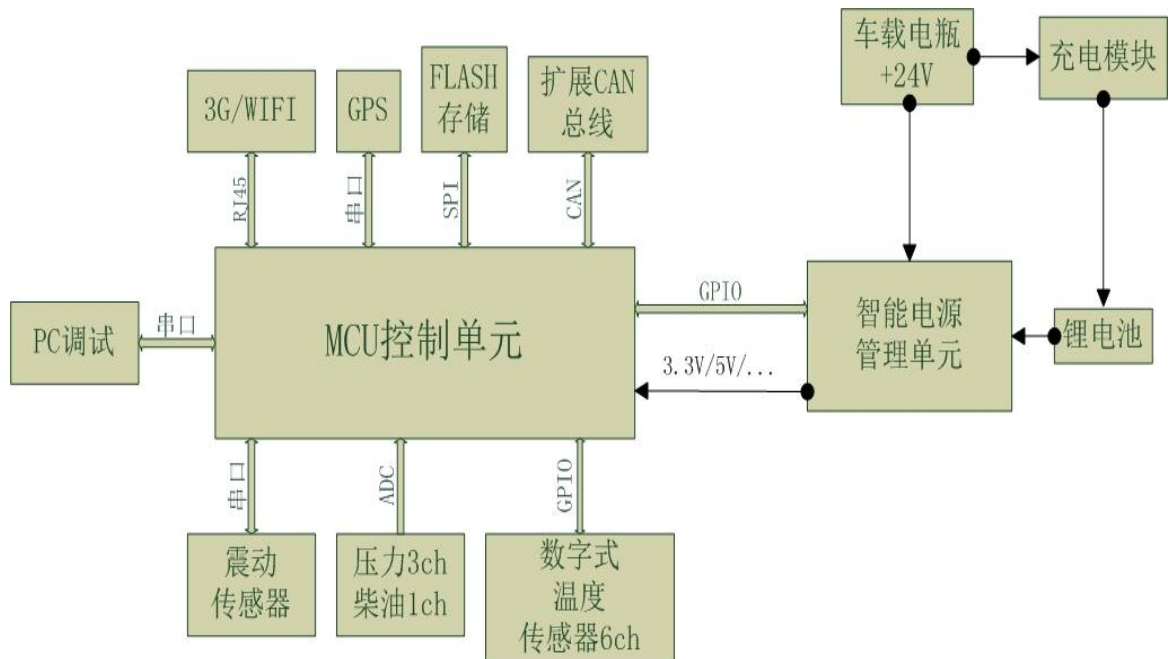 车载电瓶
+24V
充电模块
3G/WIFI
GPS
FLASH
存储
扩展CAN
总线
RJ45
串口
SPI
CAN
PC调试
串口
MCU控制单元
GPIO
3.3V/5V/...
智能电源
管理单元
锂电池
串口
ADC
GPIO
震动
传感器
压力3ch
柴油1ch
数字式
温度
传感器6ch